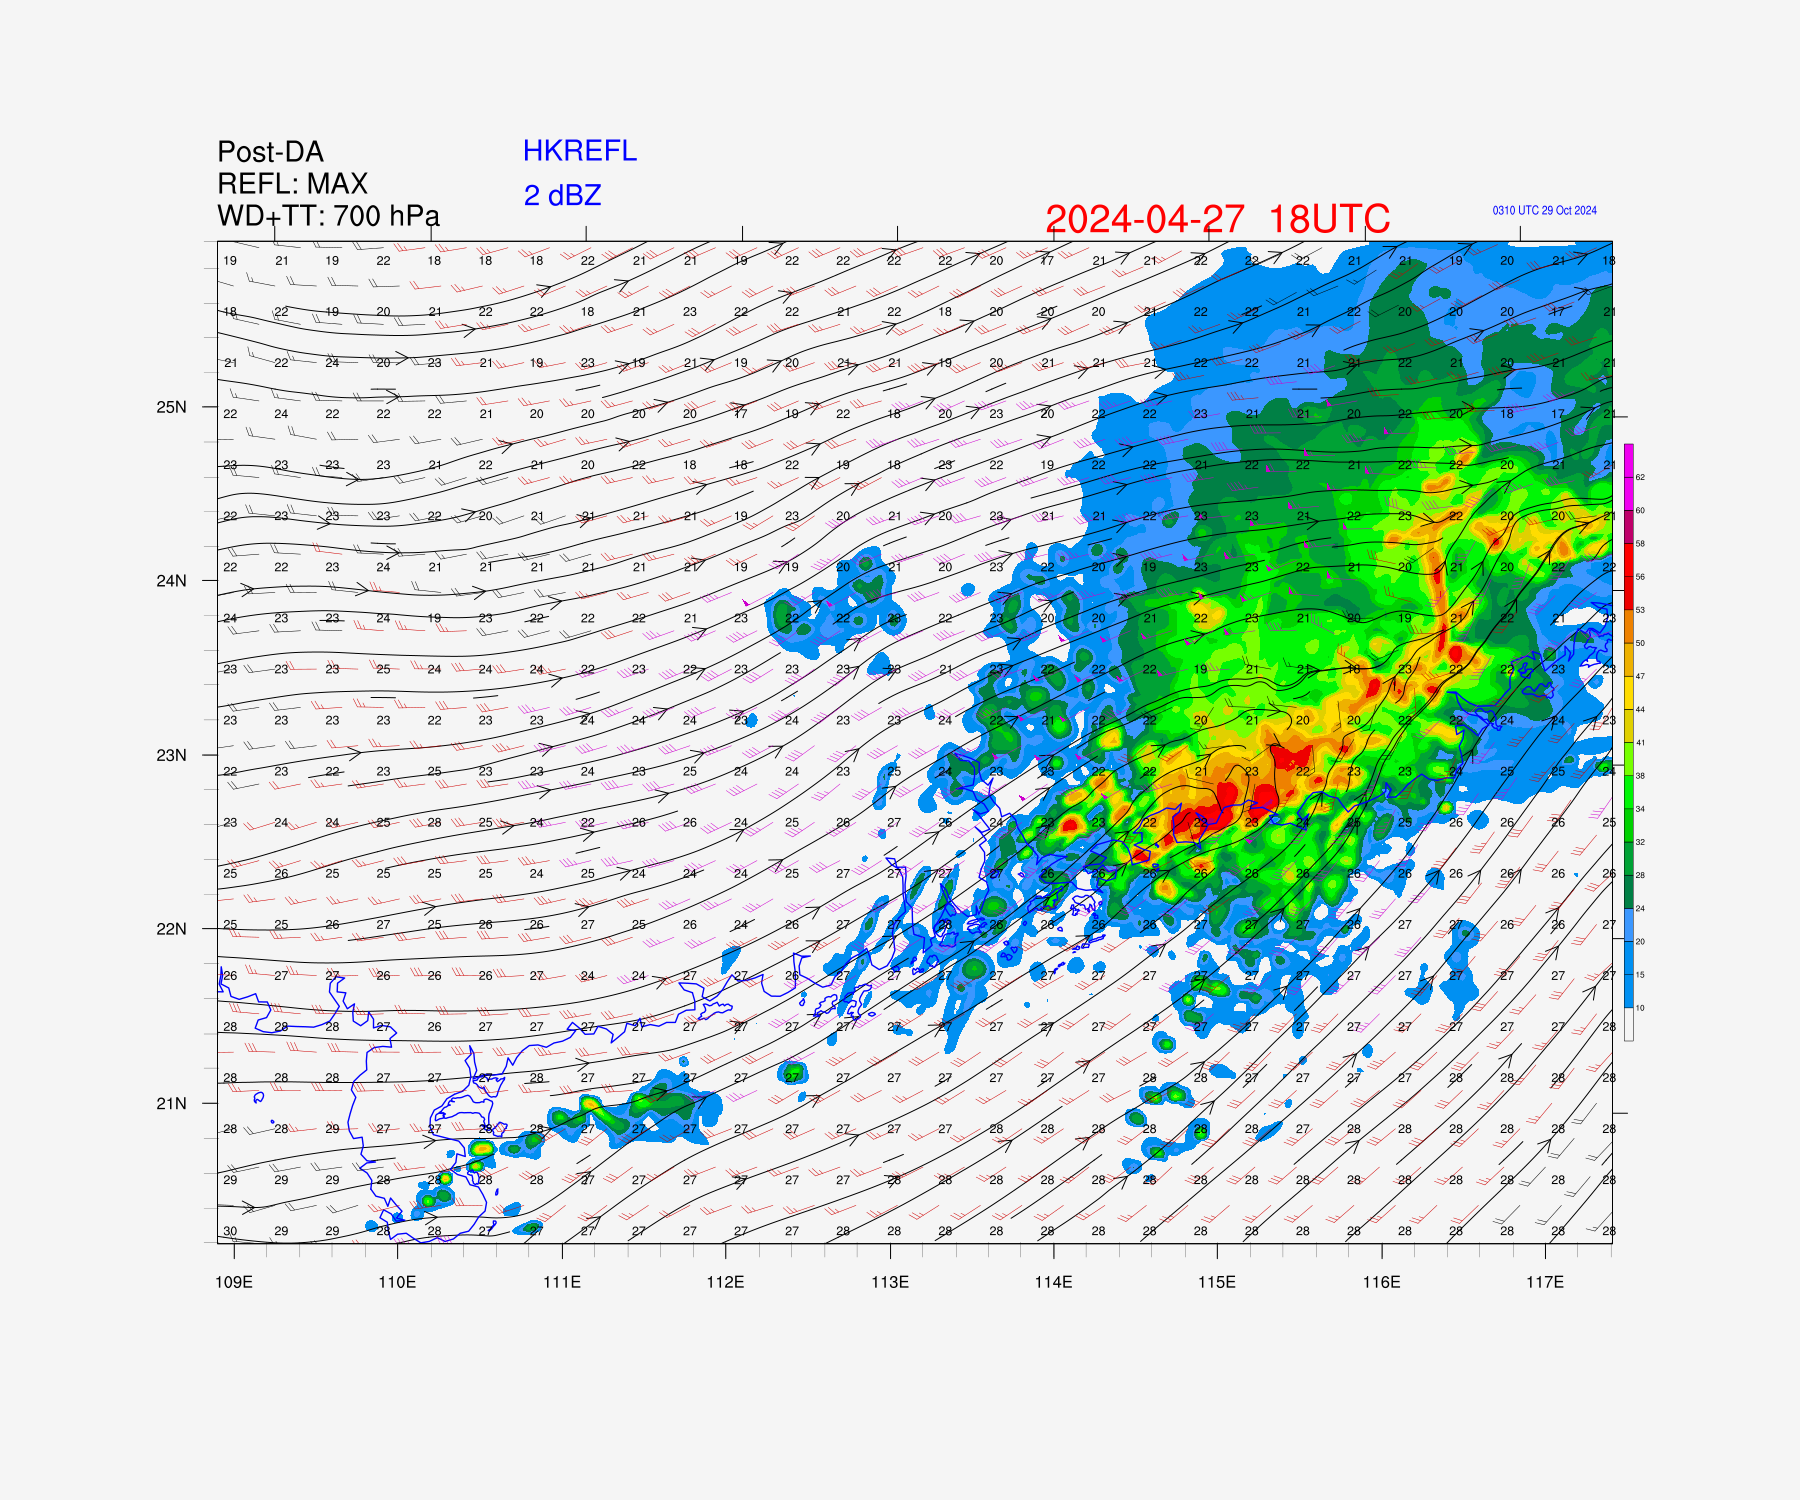 Post-DA
REFL: MAX
WD+TT: 700 hPa
HKREFL
2 dBZ
2024-04-27 18UTC
0310 UTC 29 Oct 2024
19 21 19 22 18 18 18 22 21 21 19 22 22 22 22 20 17 21 21 22 22 22 21 21 19 20 21 18
18 22 19 20 21 22 22 18 21 23 22 22 21 22 18 20 20 21 22 22 22 21 22 20 20 20 17 21
21 22 24 20 23 21 19 23 19 21 19 20 21 21 19 20 21 21 21 22 22 21 21 22 21 20 21 21
22 24 22 22 22 21 20 20 20 20 17 19 22 18 20 23 20 22 22 23 21 21 20 22 20 18 17 21
23 23 23 23 21 22 21 20 22 18 18 22 19 18 23 22 19 22 22 22 22 22 21 22 22 20 21 21
22 23 23 23 22 20 21 21 21 21 19 23 21 21 20 23 21 21 22 23 23 21 22 23 22 21 21 21
22 22 23 24 21 21 21 21 21 21 19 19 20 21 20 23 22 20 19 23 23 22 21 20 21 20 22 22
24 23 23 24 19 23 22 22 22 21 23 22 22 23 22 23 20 20 21 22 23 21 20 19 21 22 21 23
23 23 23 25 24 24 24 22 23 22 23 22 23 23 21 23 22 22 22 19 21 21 18 23 22 22 23 23
23 23 23 22 23 23 23 24 24 24 23 24 23 23 22 22 21 22 22 20 21 20 20 22 22 24 24 23
22 23 22 23 25 23 23 24 23 25 24 24 23 25 24 23 22 22 22 21 23 22 23 23 24 25 25 24
23 24 24 25 28 25 24 22 26 26 24 25 26 27 26 24 24 23 22 23 23 24 24 25 26 26 26 25
25 26 25 25 24 25 24 21 24 24 25 24 25 27 27 27 26 24 26 26 26 26 26 26 26 26 26 26
25 25 26 27 25 26 27 25 26 26 24 26 27 27 26 26 26 26 26 26 26 26 26 27 26 27 27 27
26 27 27 26 26 26 27 24 24 27 27 26 27 27 27 27 27 27 27 27 27 27 27 27 27 27 27 27
28 28 28 27 26 27 27 27 27 27 27 27 27 27 27 27 27 27 27 27 27 27 27 27 27 27 27 28
28 28 28 27 27 27 28 27 27 27 27 27 27 27 27 27 27 27 28 27 27 27 27 28 28 28 28 28
28 28 29 27 27 27 27 27 27 27 27 27 27 27 28 28 28 28 28 28 28 28 28 28 28 28 28 28
29 29 29 28 28 28 28 27 27 27 27 27 28 28 28 28 28 28 28 28 28 28 28 28 28 28 28 28
30 29 29 28 28 27 27 27 27 27 27 27 28 28 28 28 28 28 28 28 28 28 28 28 28 28 28 28
25N
24N
23N
22N
21N
109E 110E 111E 112E 113E 114E 115E 116E 117E
62
60
58
56
53
50
47
44
41
38
34
32
28
24
20
15
10